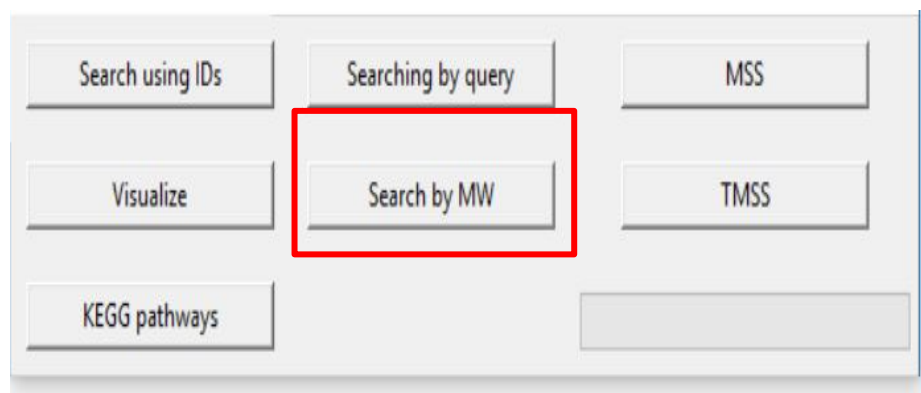 Search using IDs
Searching by query
MSS
Visualize
Search by MW
TMSS
KEGG pathways